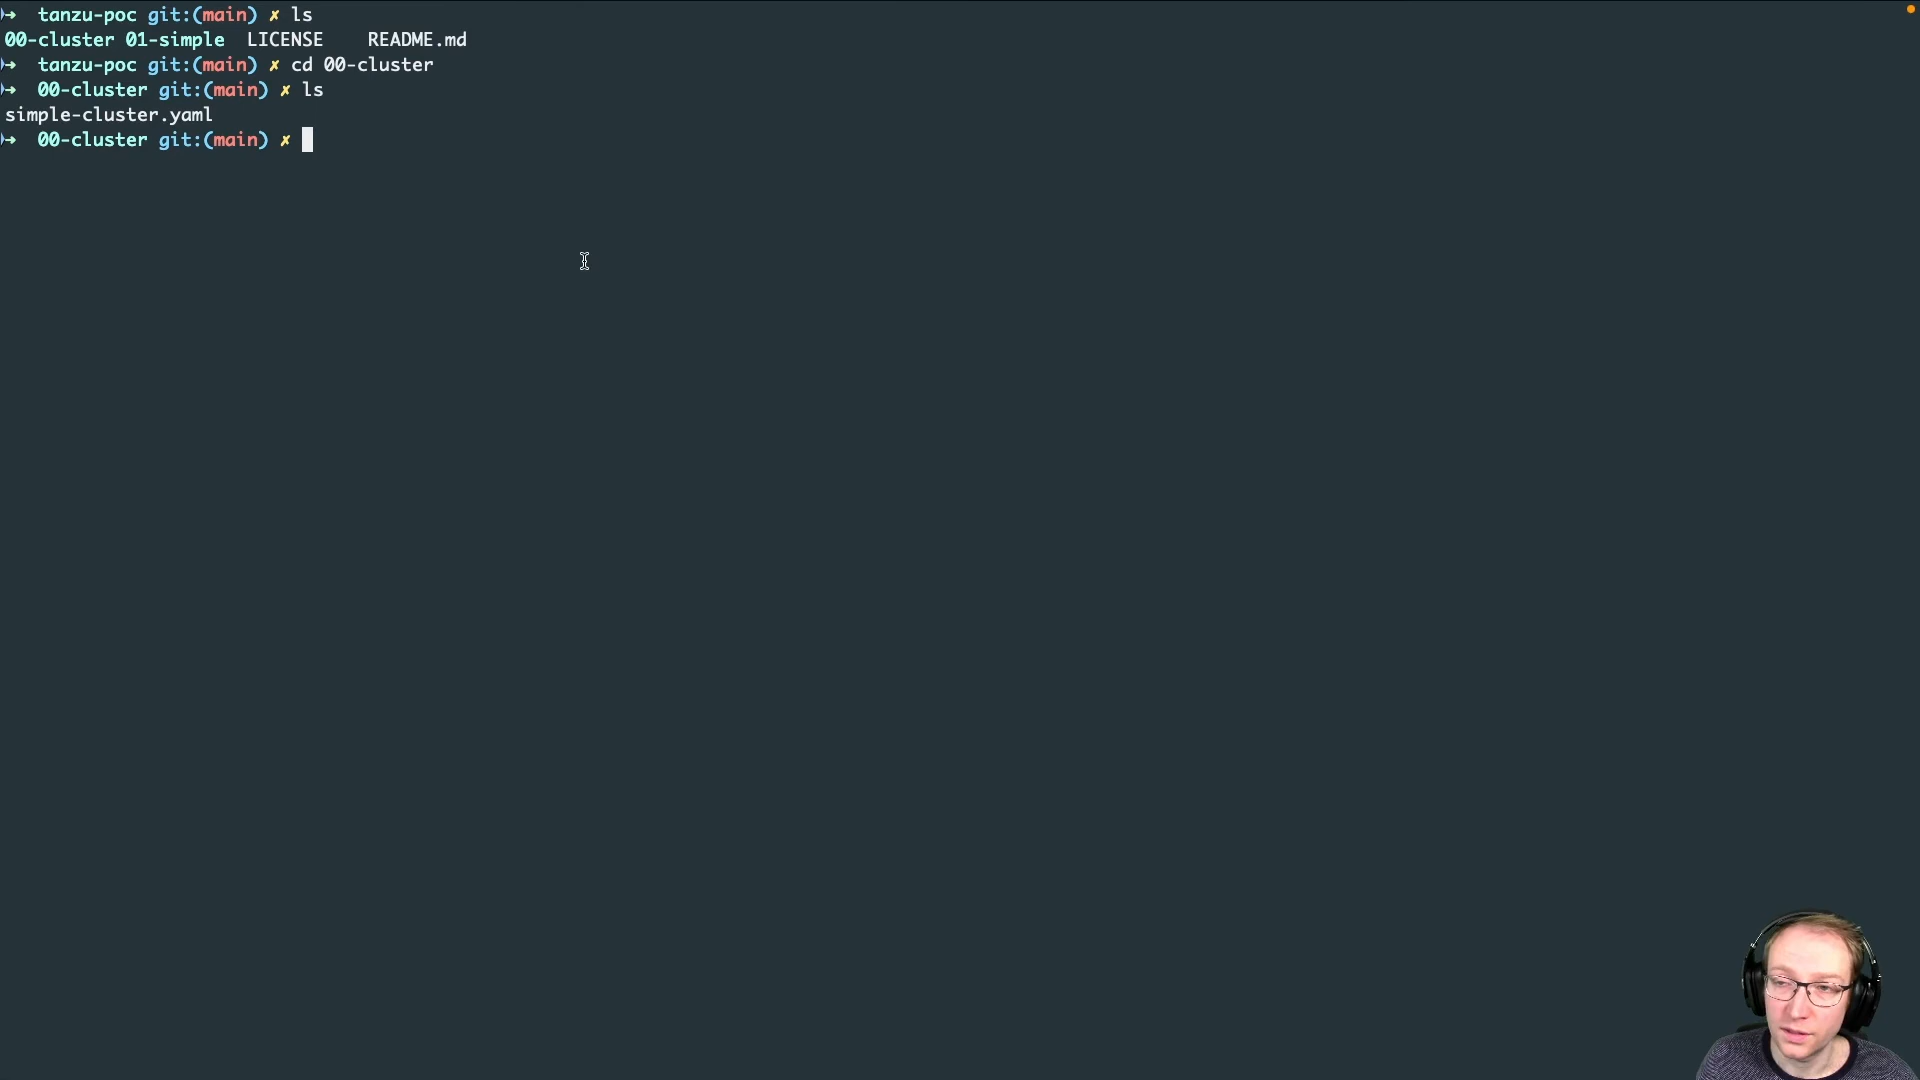 ➜ tanzu-poc git:(main) ✗ ls
00-cluster 01-simple LICENSE README.md
➜ tanzu-poc git:(main) ✗ cd 00-cluster
➜ 00-cluster git:(main) ✗ ls
simple-cluster.yaml
➜ 00-cluster git:(main) ✗